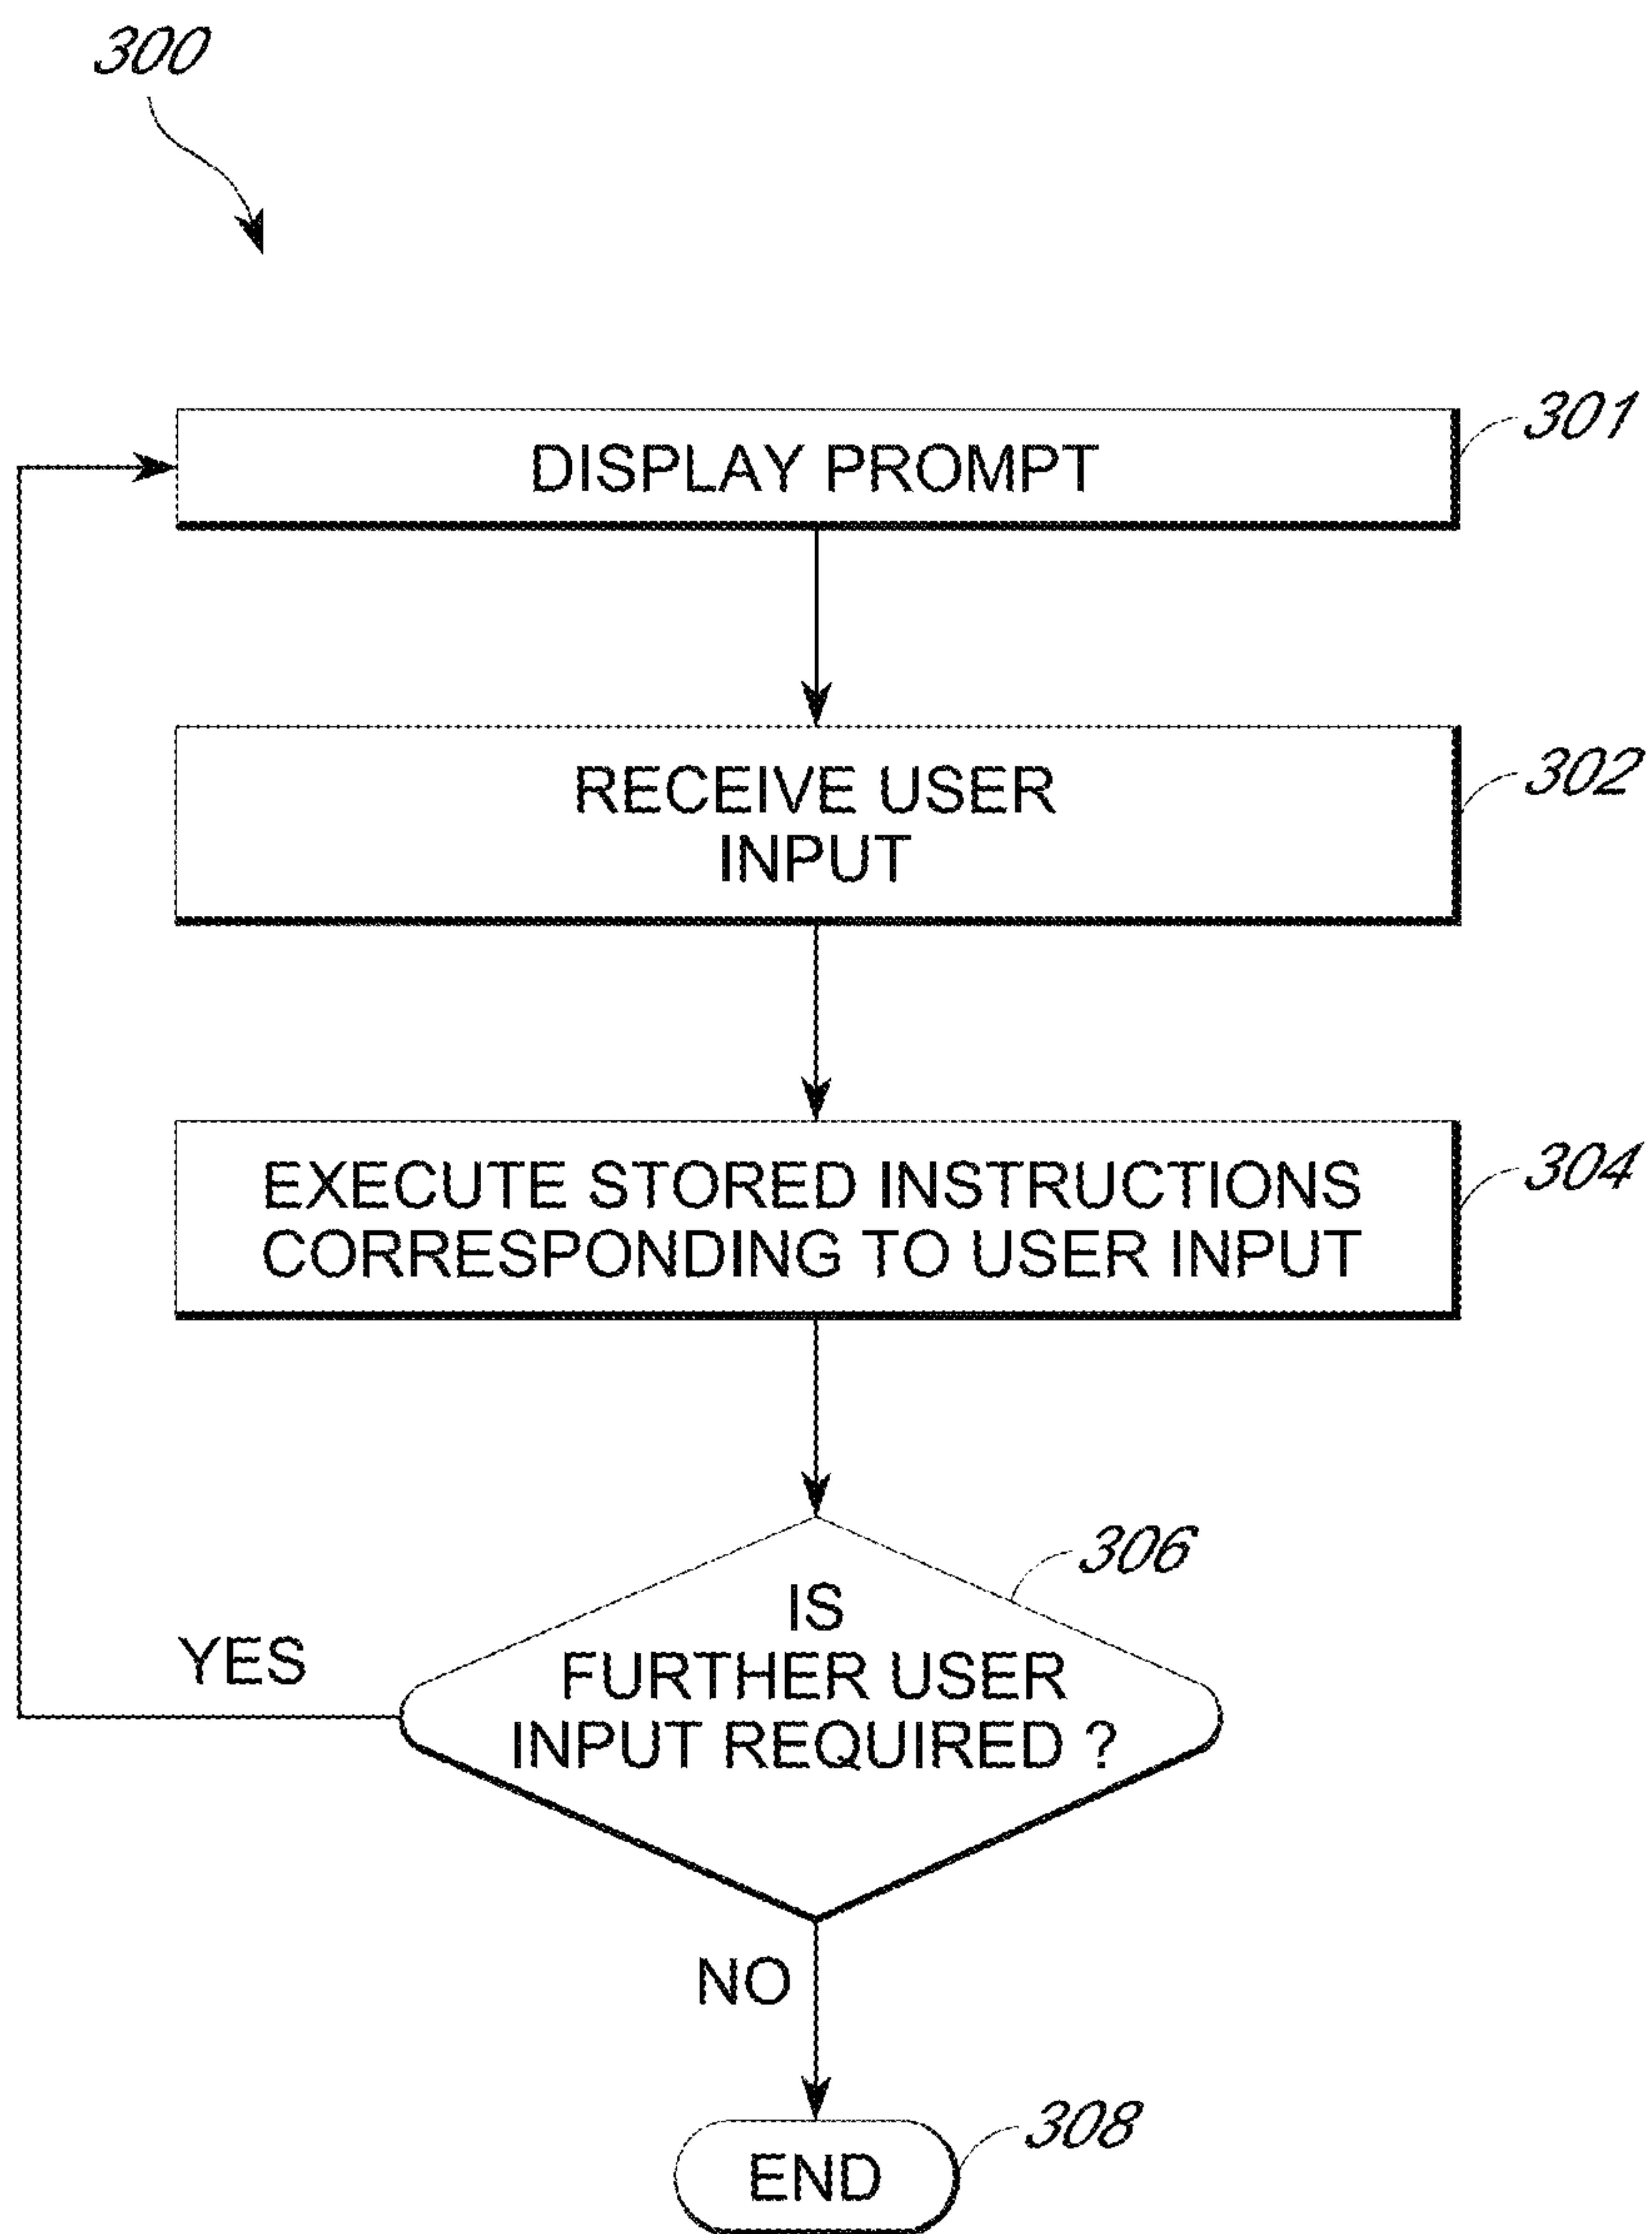 300
DISPLAY PROMPT
301
RECEIVE USER
INPUT
302
EXECUTE STORED INSTRUCTIONS
CORRESPONDING TO USER INPUT
304
306
IS
FURTHER USER
INPUT REQUIRED ?
YES
NO
END
308